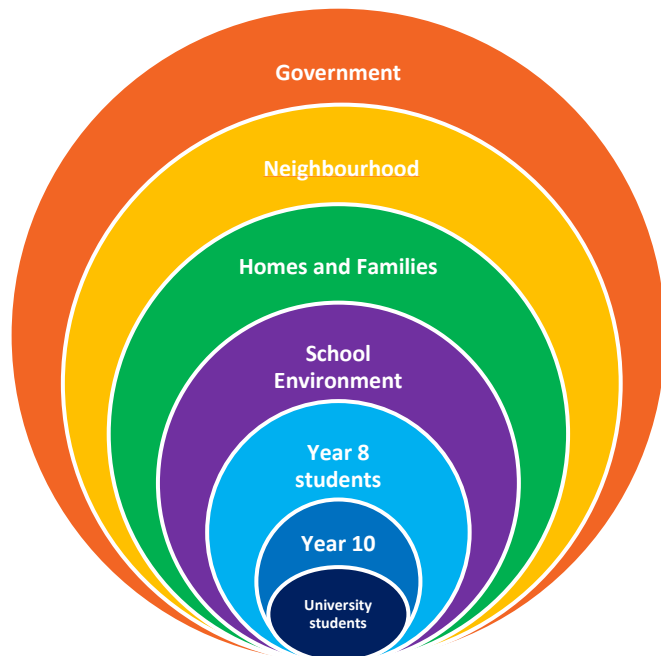 Government
Neighbourhood
Homes and Families
School
Environment
Year 8
students
Year 10
University
students